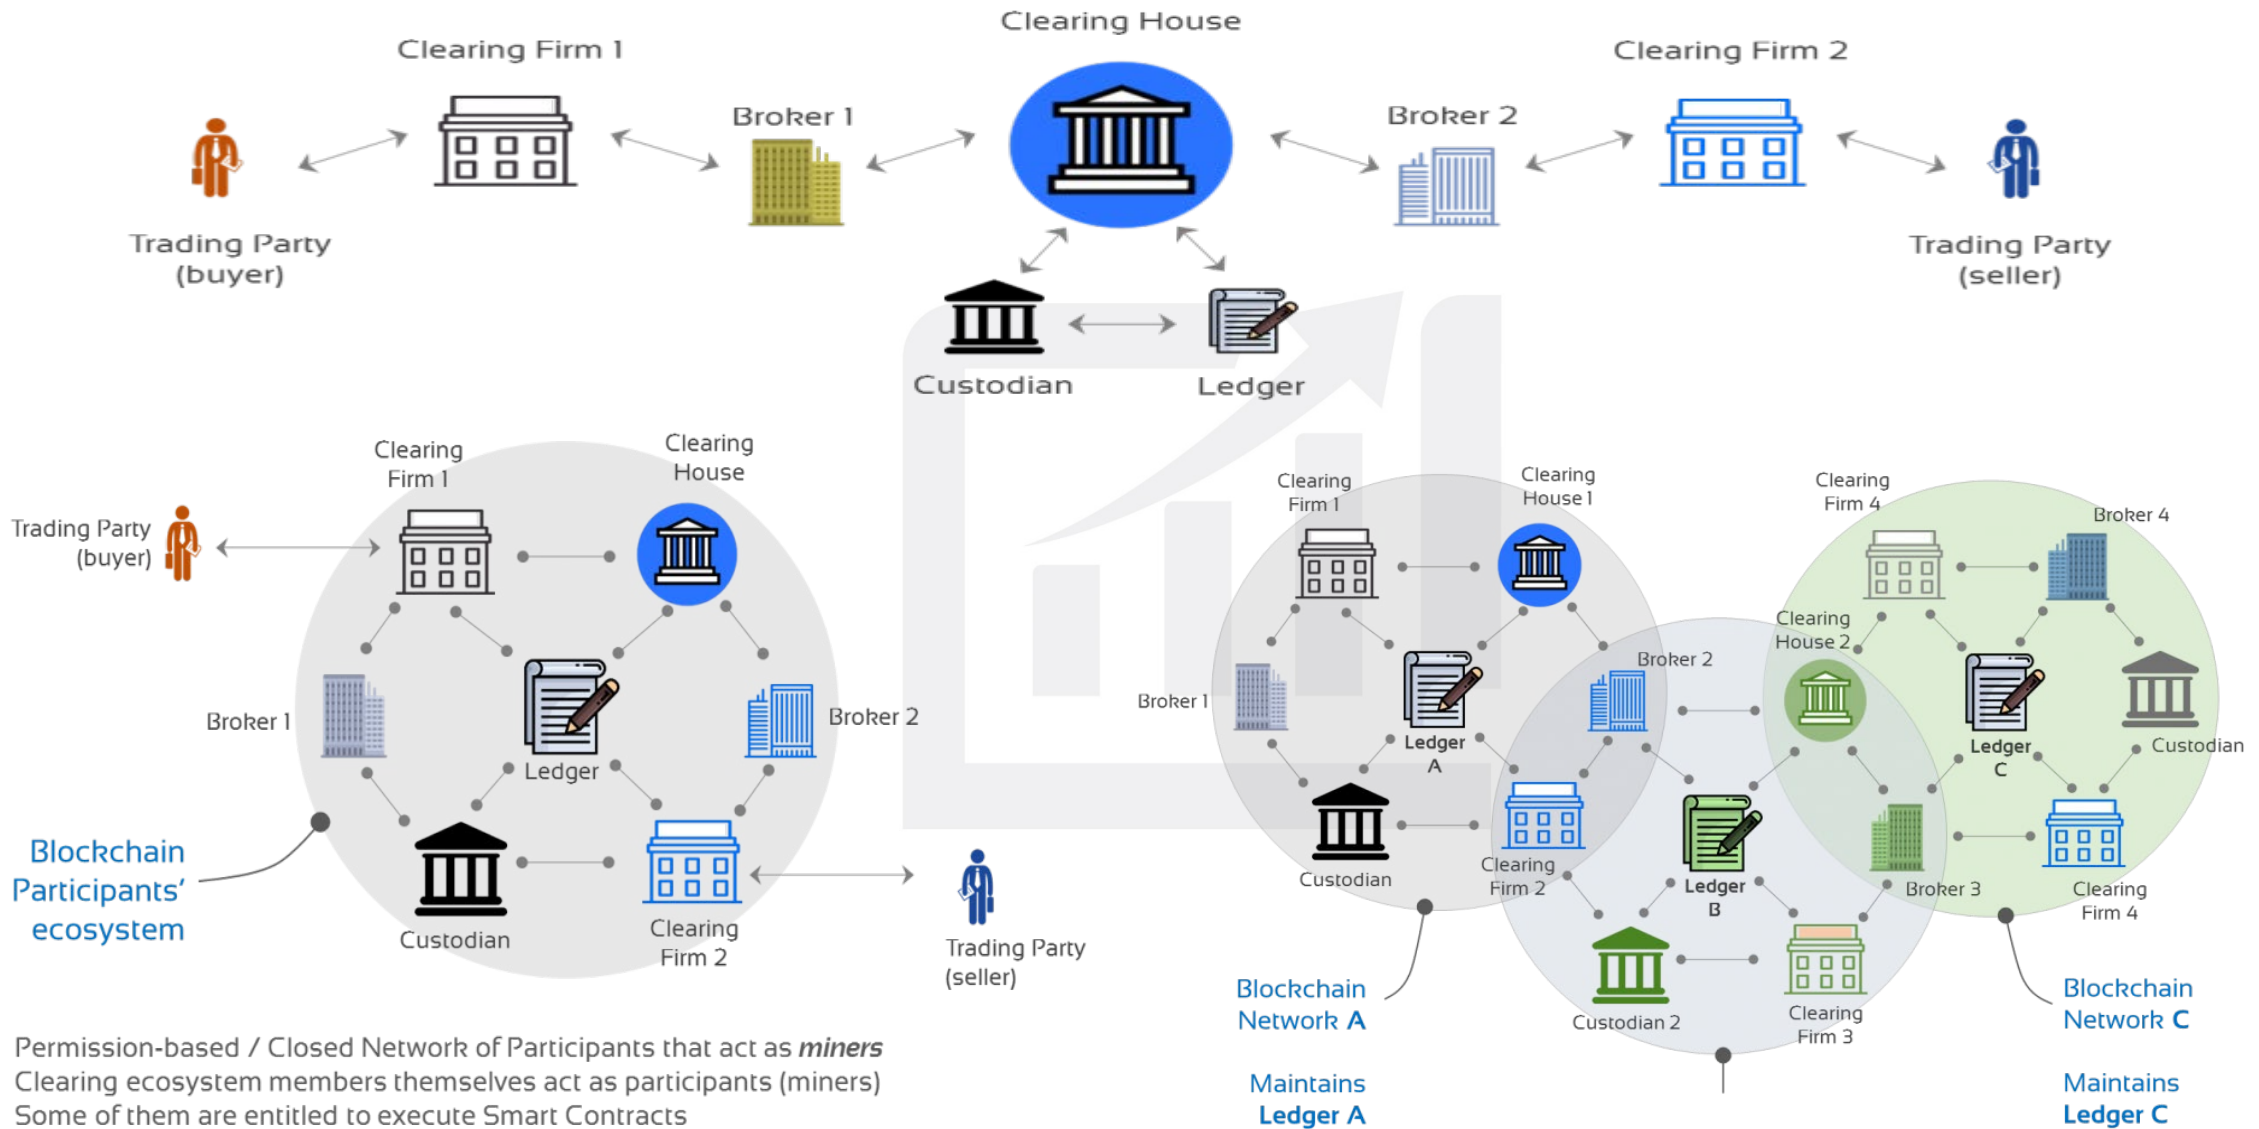 Clearing House
Clearing Firm 1
Clearing Firm 2
Broker 1
Broker 2
Trading Party
(buyer)
Trading Party
(seller)
Custodian
Ledger
Clearing
Firm 1
Clearing
House
Trading Party
(buyer)
Broker 1
Broker 2
Ledger
Blockchain
Participants'
ecosystem
Custodian
Clearing
Firm 2
Trading Party
(seller)
Permission-based / Closed Network of Participants that act as miners
Clearing ecosystem members themselves act as participants (miners)
Some of them are entitled to execute Smart Contracts
Clearing
Firm 1
Clearing
House 1
Broker 1
Broker 2
Ledger
A
Custodian
Clearing
Firm 2
Blockchain
Network A
Maintains
Ledger A
Clearing
House 2
Ledger
B
Broker 3
Custodian 2
Clearing
Firm 3
Clearing
Firm 4
Broker 4
Ledger
C
Custodian
Clearing
Firm 4
Blockchain
Network C
Maintains
Ledger C